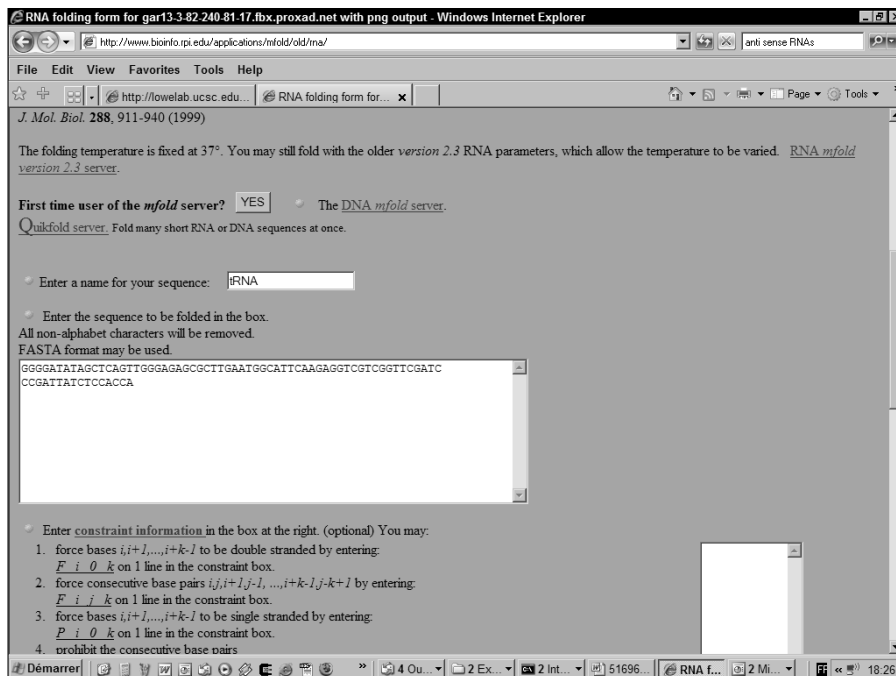 RNA folding form for gar13-3-82-240-81-17.fbx.proxad.net with png output - Windows Internet Explorer
http://www.bioinfo.rpi.edu/applications/mfold/old/rna/
anti sense RNAs
File Edit View Favorites Tools Help
http://lowelab.ucsc.edu...
RNA folding form for... x
Page
Tools
J. Mol. Biol. 288, 911-940 (1999)
The folding temperature is fixed at 37°. You may still fold with the older version 2.3 RNA parameters, which allow the temperature to be varied. RNA mfold
version 2.3 server.
First time user of the mfold server? YES The DNA mfold server.
Quikfold server. Fold many short RNA or DNA sequences at once.
Enter a name for your sequence: tRNA
Enter the sequence to be folded in the box.
All non-alphabet characters will be removed.
FASTA format may be used.
GGGGATATAGCTCAGTTGGGAGAGCGCTTGAATGGCATTCAAGAGGTCGTCGGTTCGATC
CCGATTATCTCCACCA
Enter constraint information in the box at the right. (optional) You may:
1. force bases i,i+1,...,i+k-1 to be double stranded by entering:
F i 0 k on 1 line in the constraint box.
2. force consecutive base pairs i.j,i+1.j-1, ...,i+k-1.j-k+1 by entering:
F i j k on 1 line in the constraint box.
3. force bases i,i+1,...,i+k-1 to be single stranded by entering:
P i 0 k on 1 line in the constraint box.
4. prohibit the consecutive base pairs
Démarrer
» 4 Ou... 2 Ex... 2 Int... 51696... RNA f... 2 Mi... « 18:26